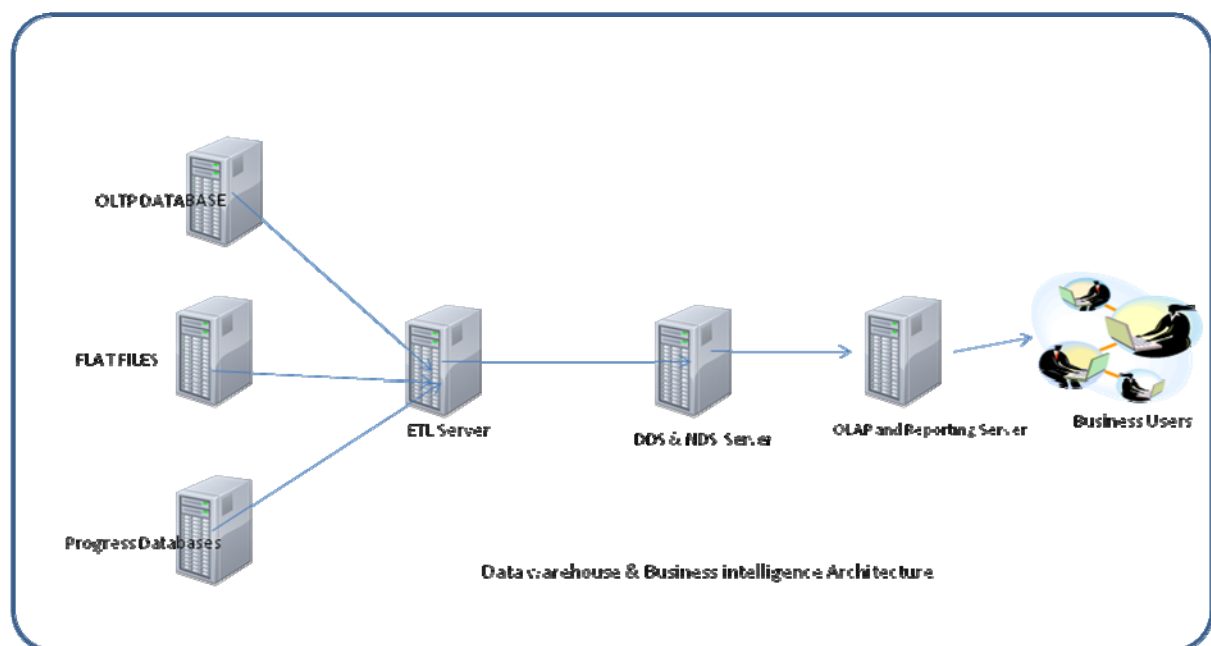 OLTP DATABASE
FLAT FILES
Progress Databases
ETL Server
DDS & NDS Server
OLAP and Reporting Server
Business Users
Data warehouse & Business intelligence Architecture